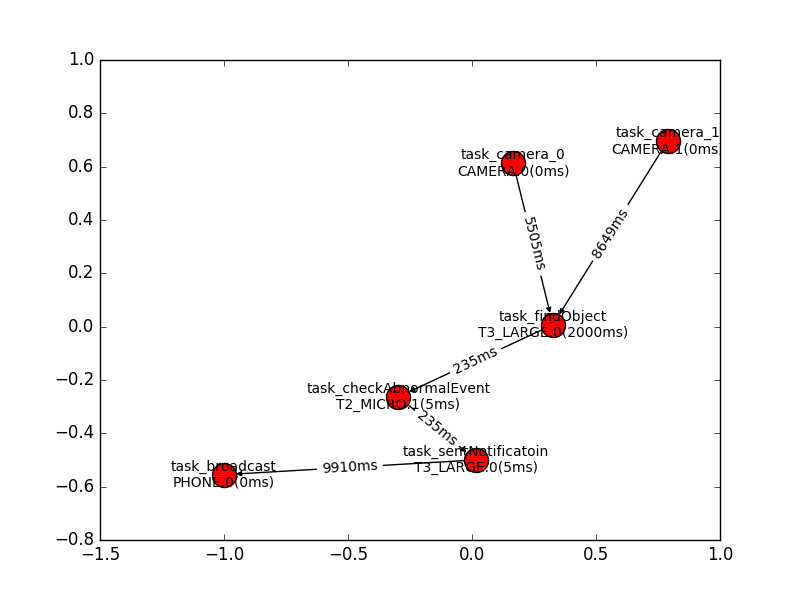 1.0
0.8
0.6
0.4
0.2
0.0
−0.2
−0.4
−0.6
−0.8
−1.5
−1.0
−0.5
0.0
0.5
1.0
task_camera_1
CAMERA.1(0ms)
task_camera_0
CAMERA.0(0ms)
5505ms
8649ms
task_findObject
T3_LARGE.0(2000ms)
235ms
task_checkAbnormalEvent
T2_MICRO.1(5ms)
235ms
task_sentNotificatoin
T3_LARGE.0(5ms)
9910ms
task_broadcast
PHONE.0(0ms)